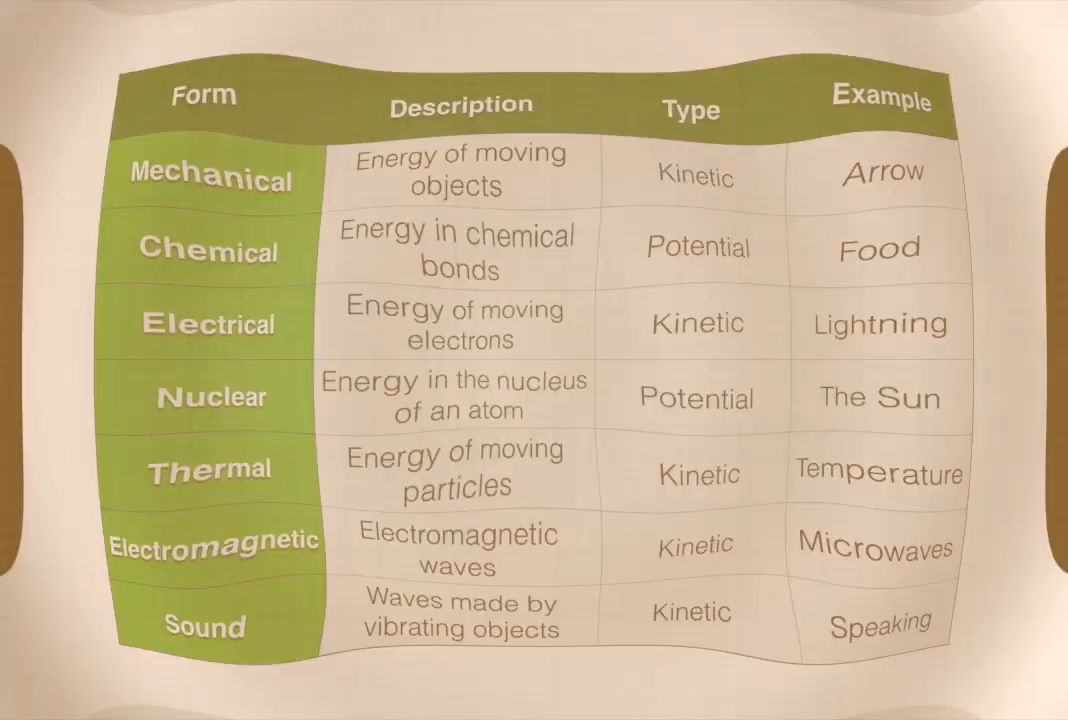 Form Description Type Example
Mechanical Energy of moving objects Kinetic Arrow
Chemical Energy in chemical bonds Potential Food
Electrical Energy of moving electrons Kinetic Lightning
Nuclear Energy in the nucleus of an atom Potential The Sun
Thermal Energy of moving particles Kinetic Temperature
Electromagnetic Electromagnetic waves Kinetic Microwaves
Sound Waves made by vibrating objects Kinetic Speaking